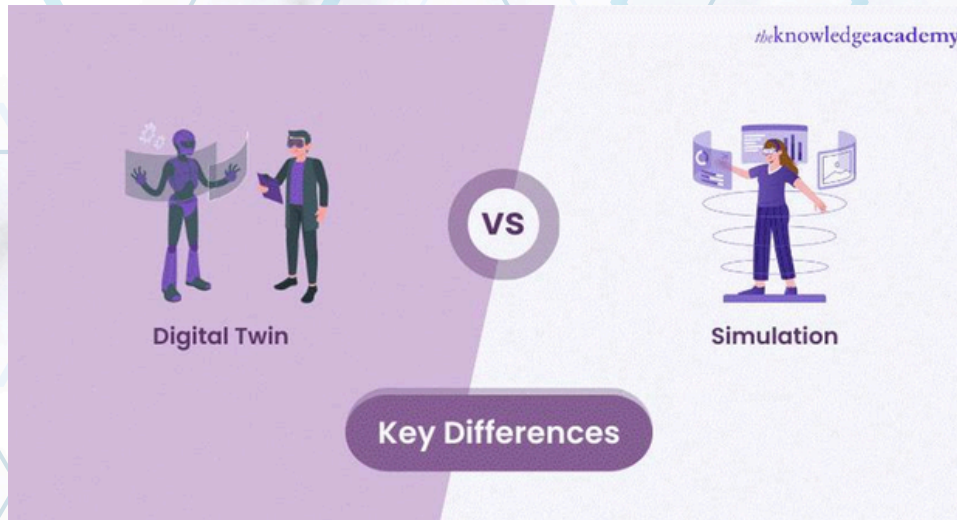 theknowledgeacademy
VS
Digital Twin
Simulation
Key Differences